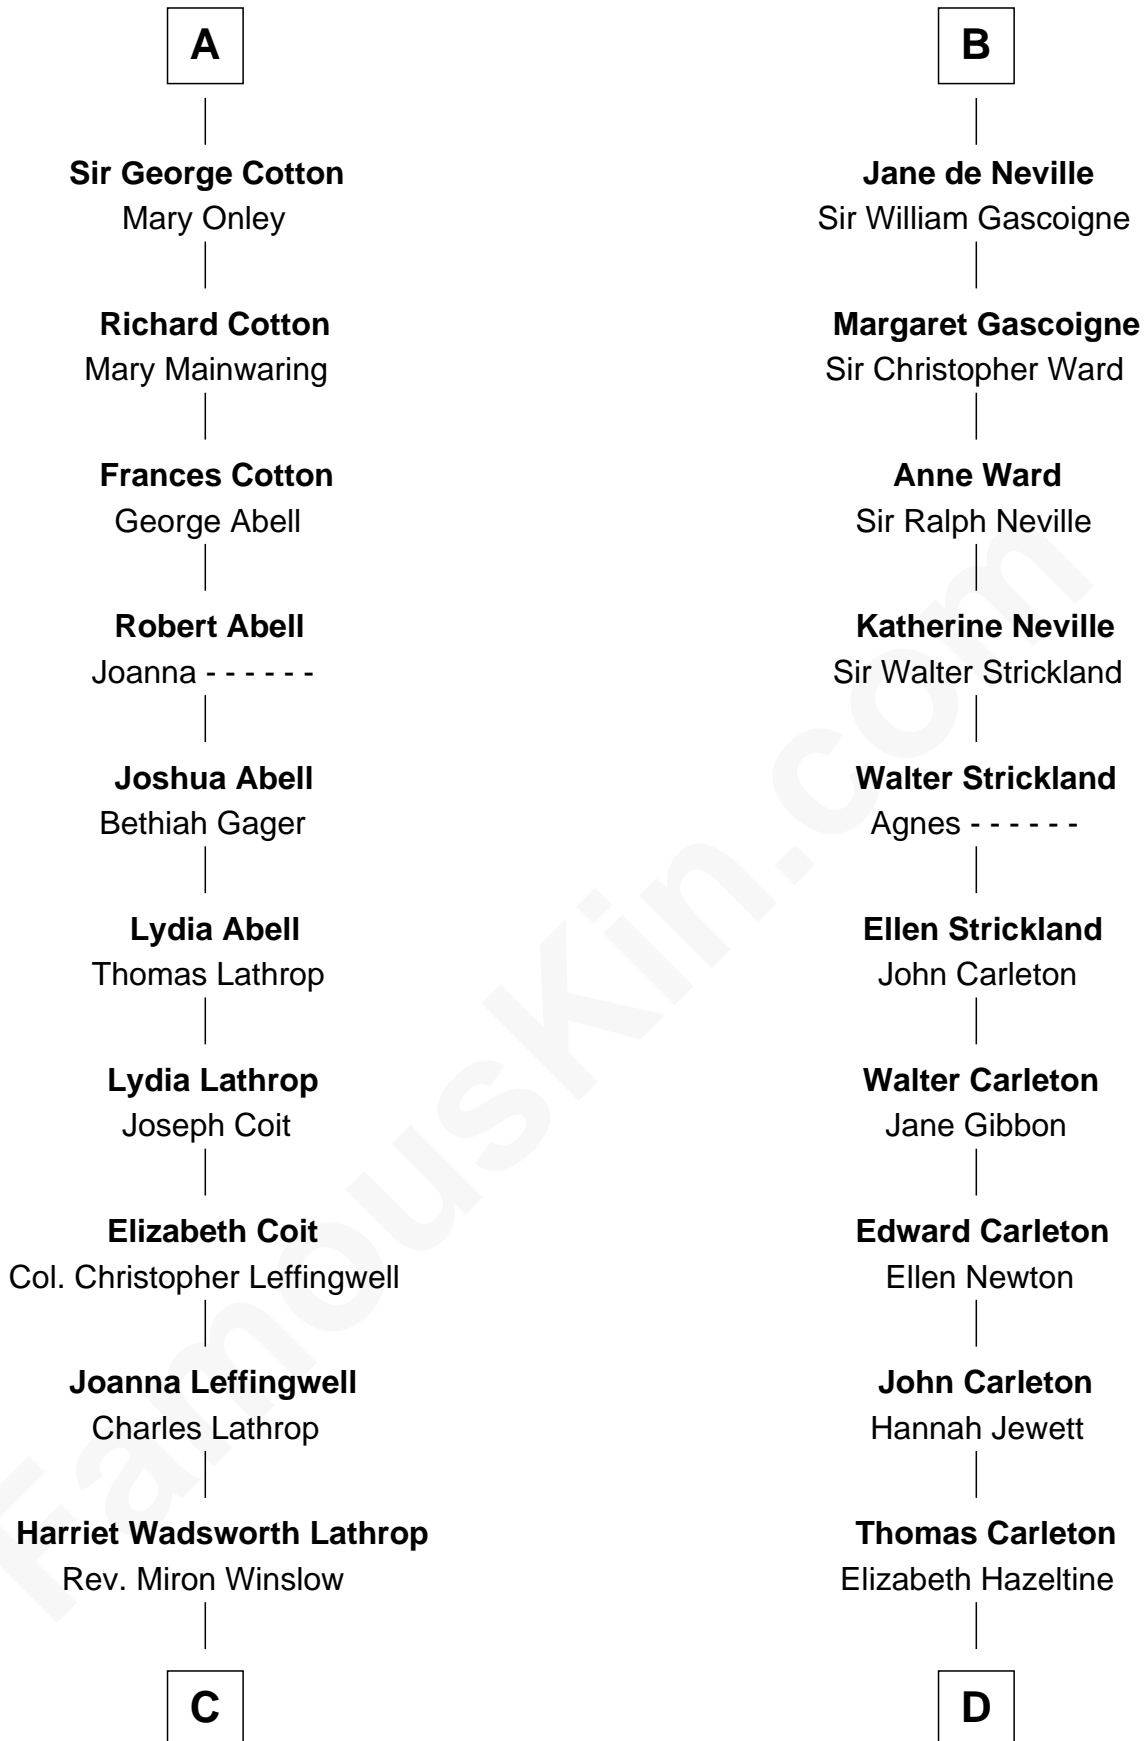 A
Sir George Cotton
Mary Onley
Richard Cotton
Mary Mainwaring
Frances Cotton
George Abell
Robert Abell
Joanna - - - - - -
Joshua Abell
Bethiah Gager
Lydia Abell
Thomas Lathrop
Lydia Lathrop
Joseph Coit
Elizabeth Coit
Col. Christopher Leffingwell
Joanna Leffingwell
Charles Lathrop
Harriet Wadsworth Lathrop
Rev. Miron Winslow
C
B
Jane de Neville
Sir William Gascoigne
Margaret Gascoigne
Sir Christopher Ward
Anne Ward
Sir Ralph Neville
Katherine Neville
Sir Walter Strickland
Walter Strickland
Agnes - - - - - -
Ellen Strickland
John Carleton
Walter Carleton
Jane Gibbon
Edward Carleton
Ellen Newton
John Carleton
Hannah Jewett
Thomas Carleton
Elizabeth Hazeltine
D
FamousKin.com